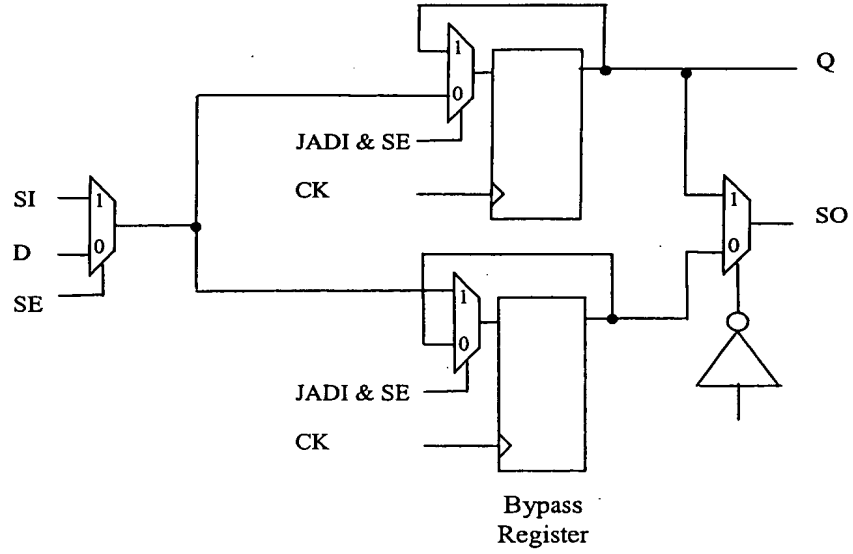 1
0
Q
JADI & SE
CK
SI
1
D
0
SE
1
0
SO
1
0
JADI & SE
CK
Bypass
Register